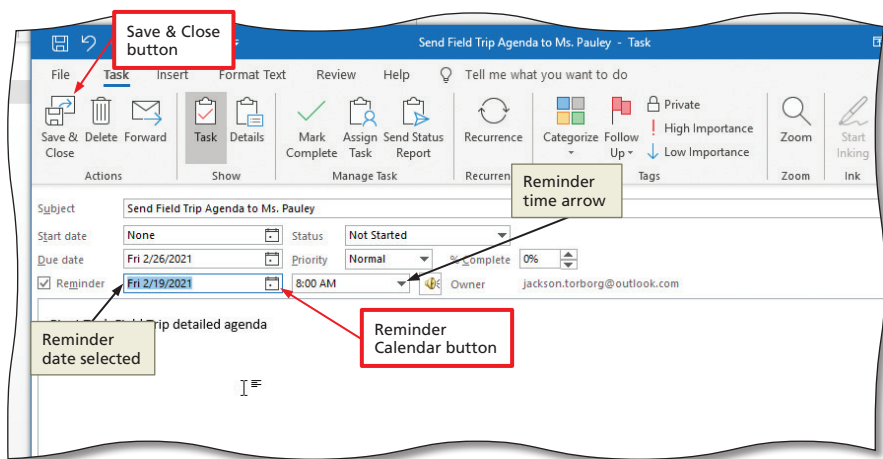 Save & Close
button
Send Field Trip Agenda to Ms. Pauley - Task
File Task Insert Format Text Review Help Tell me what you want to do
Save &
Close
Delete
Forward
Task
Details
Mark
Complete
Assign
Task
Send Status
Report
Recurrence
Categorize
Follow
Up
Private
High Importance
Low Importance
Zoom
Start
Inking
Actions
Show
Manage Task
Recurren
Tags
Zoom
Ink
Reminder
time arrow
Subject Send Field Trip Agenda to Ms. Pauley
Start date None Status Not Started
Due date Fri 2/26/2021 Priority Normal % Complete 0%
Reminder Fri 2/19/2021 8:00 AM Owner jackson.torborg@outlook.com
Trip detailed agenda
Reminder
date selected
Reminder
Calendar button